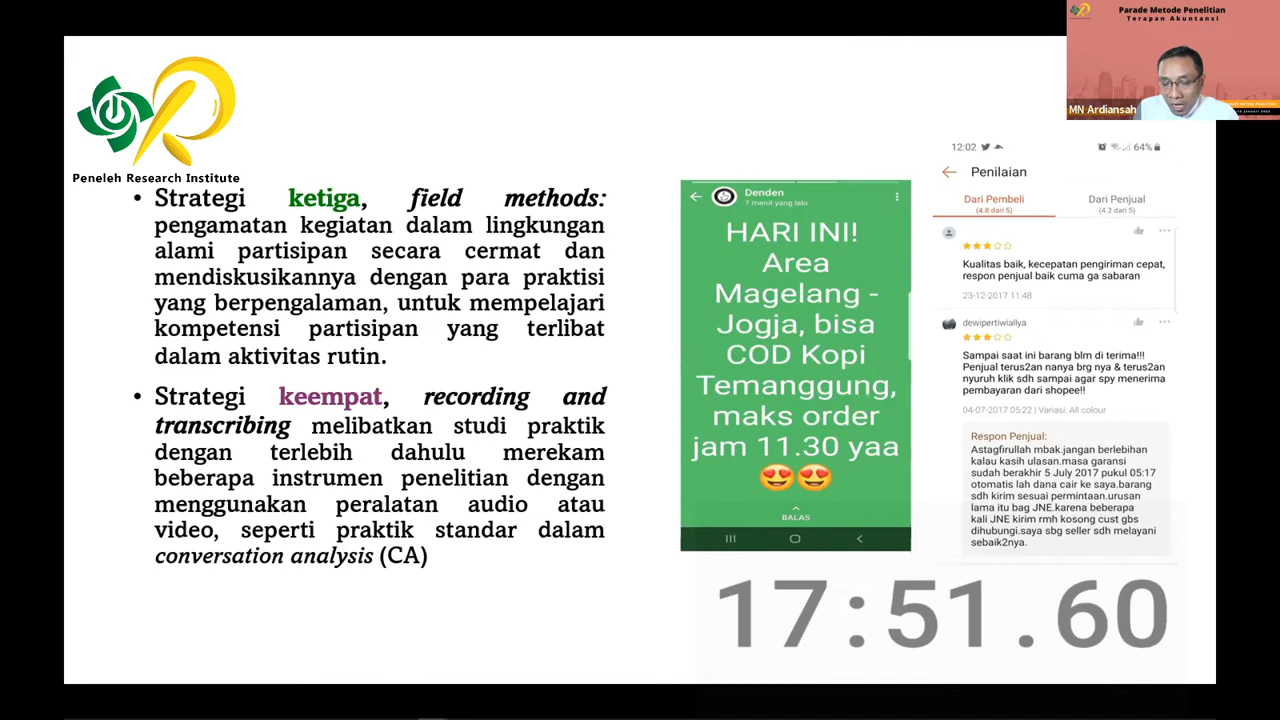 Parade Metode Penelitian
Terapan Akuntansi
MN Ardiansah
Peneleh Research Institute
• Strategi ketiga, field methods:
pengamatan kegiatan dalam lingkungan
alami partisipan secara cermat dan
mendiskusikannya dengan para praktisi
yang berpengalaman, untuk mempelajari
kompetensi partisipan yang terlibat
dalam aktivitas rutin.
• Strategi keempat, recording and
transcribing melibatkan studi praktik
dengan terlebih dahulu merekam
beberapa instrumen penelitian dengan
menggunakan peralatan audio atau
video, seperti praktik standar dalam
conversation analysis (CA)
Denden
7 menit yang lalu
HARI INI!
Area
Magelang -
Jogja, bisa
COD Kopi
Temanggung,
maks order
jam 11.30 yaa
😍😍
BALAS
12:02
64%
Penilaian
Dari Pembeli
(4.8 dari 5)
Dari Penjual
(4.2 dari 5)
Kualitas baik, kecepatan pengiriman cepat,
respon penjual baik cuma ga sabaran
23-12-2017 11:48
dewipertiwiallya
Sampai saat ini barang blm di terima!!!
Penjual terus2an nanya brg nya & terus2an
nyuruh klik sdh sampai agar spy menerima
pembayaran dari shopee!!
04-07-2017 05:22 | Variasi: All colour
Respon Penjual:
Astagfirullah mbak.jangan berlebihan
kalau kasih ulasan.masa garansi
sudah berakhir 5 July 2017 pukul 05:17
otomatis lah dana cair ke saya.barang
sdh kirim sesuai permintaan.urusan
lama itu bag JNE.karena beberapa
kali JNE kirim rmh kosong cust gbs
dihubungi.saya sbg seller sdh melayani
sebaik2nya.
17:51.60